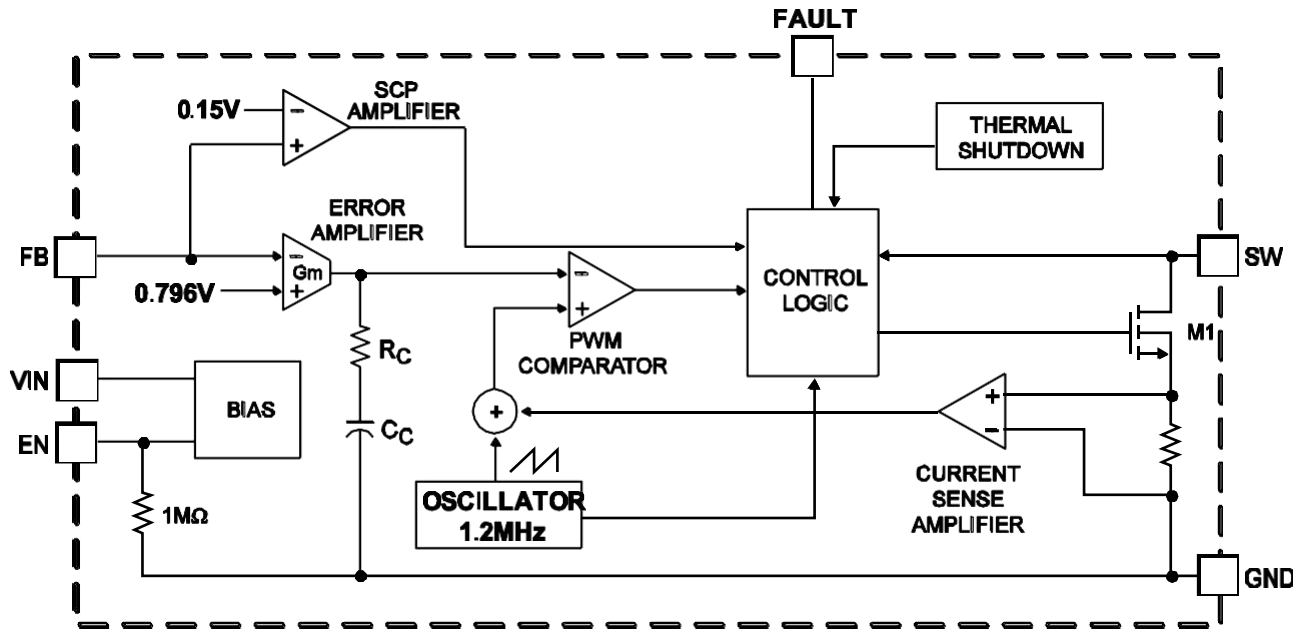 FAULT
SCP
AMPLIFIER
0.15V
−
+
THERMAL
SHUTDOWN
ERROR
AMPLIFIER
FB
−
Gm
+
0.796V
−
+
CONTROL
LOGIC
SW
M1
PWM
COMPARATOR
RC
VIN
BIAS
EN
CC
+
+
−
1MΩ
OSCILLATOR
1.2MHz
CURRENT
SENSE
AMPLIFIER
GND